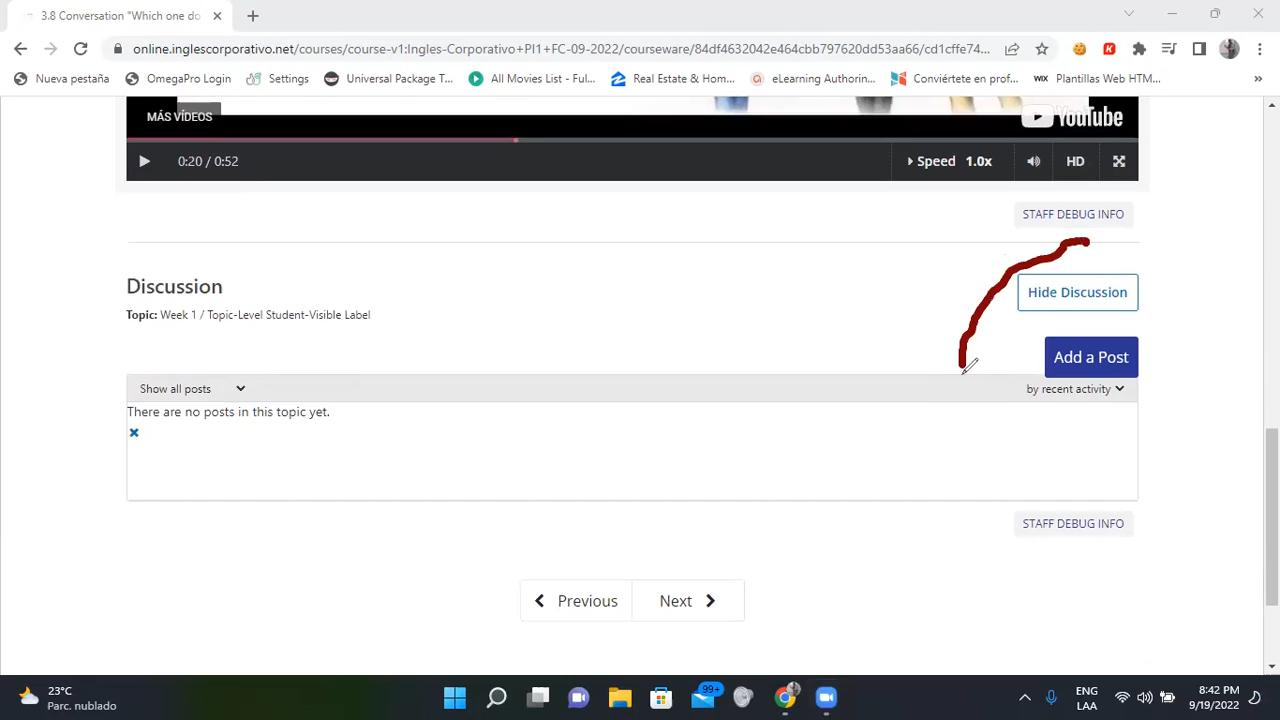 3.8 Conversation "Which one do
online.inglescorporativo.net/courses/course-v1:Ingles-Corporativo+PI1+FC-09-2022/courseware/84df4632042e464cbb797620dd53aa66/cd1cffe74...
Nueva pestaña OmegaPro Login Settings Universal Package T... All Movies List - Ful... Real Estate & Hom... eLearning Authorin... Conviértete en prof... WIX Plantillas Web HTM... »
MÁS VÍDEOS YouTube
0:20 / 0:52 Speed 1.0x HD
STAFF DEBUG INFO
Discussion
Hide Discussion
Topic: Week 1 / Topic-Level Student-Visible Label
Add a Post
Show all posts by recent activity
There are no posts in this topic yet.
STAFF DEBUG INFO
Previous Next
23°C
Parc. nublado
99+
ENG
LAA
8:42 PM
9/19/2022